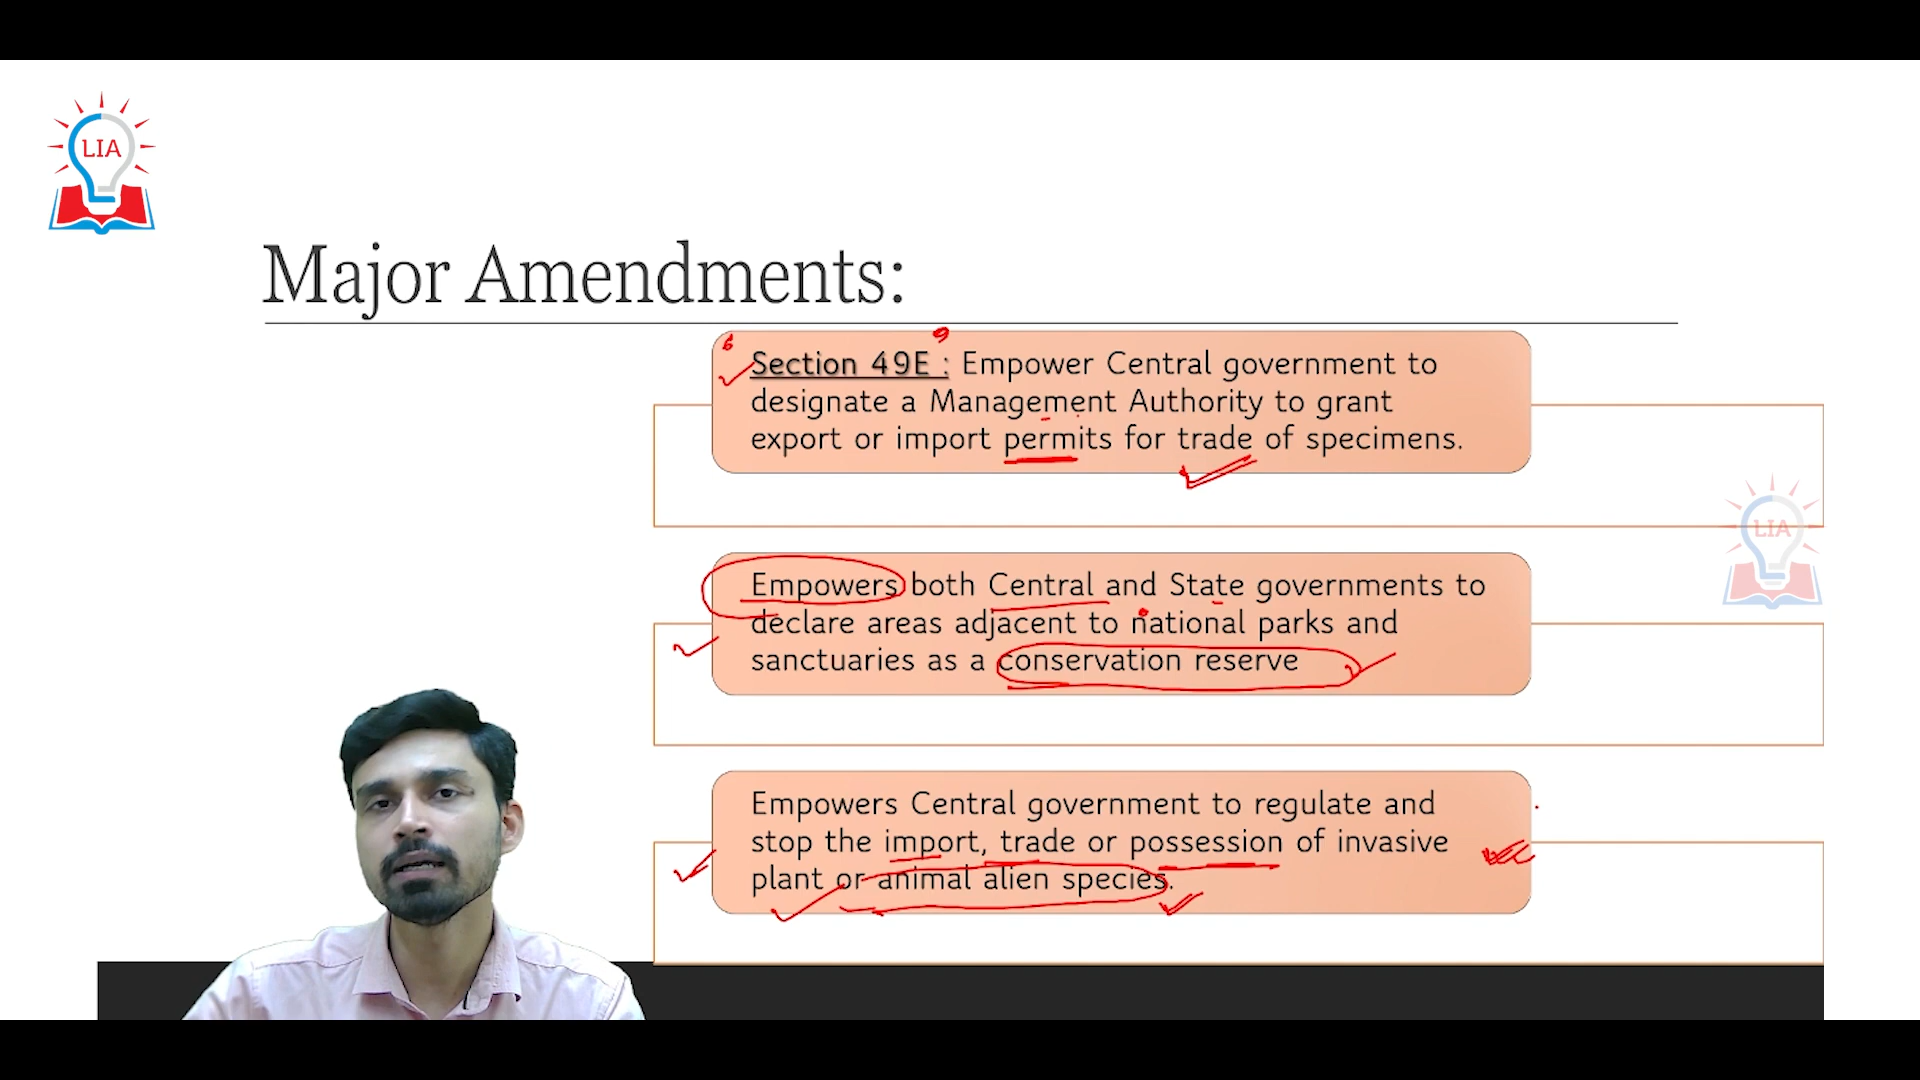 LIA
Major Amendments:
Section 49E : Empower Central government to
designate a Management Authority to grant
export or import permits for trade of specimens.
LIA
Empowers both Central and State governments to
declare areas adjacent to national parks and
sanctuaries as a conservation reserve
Empowers Central government to regulate and
stop the import, trade or possession of invasive
plant or animal alien species.